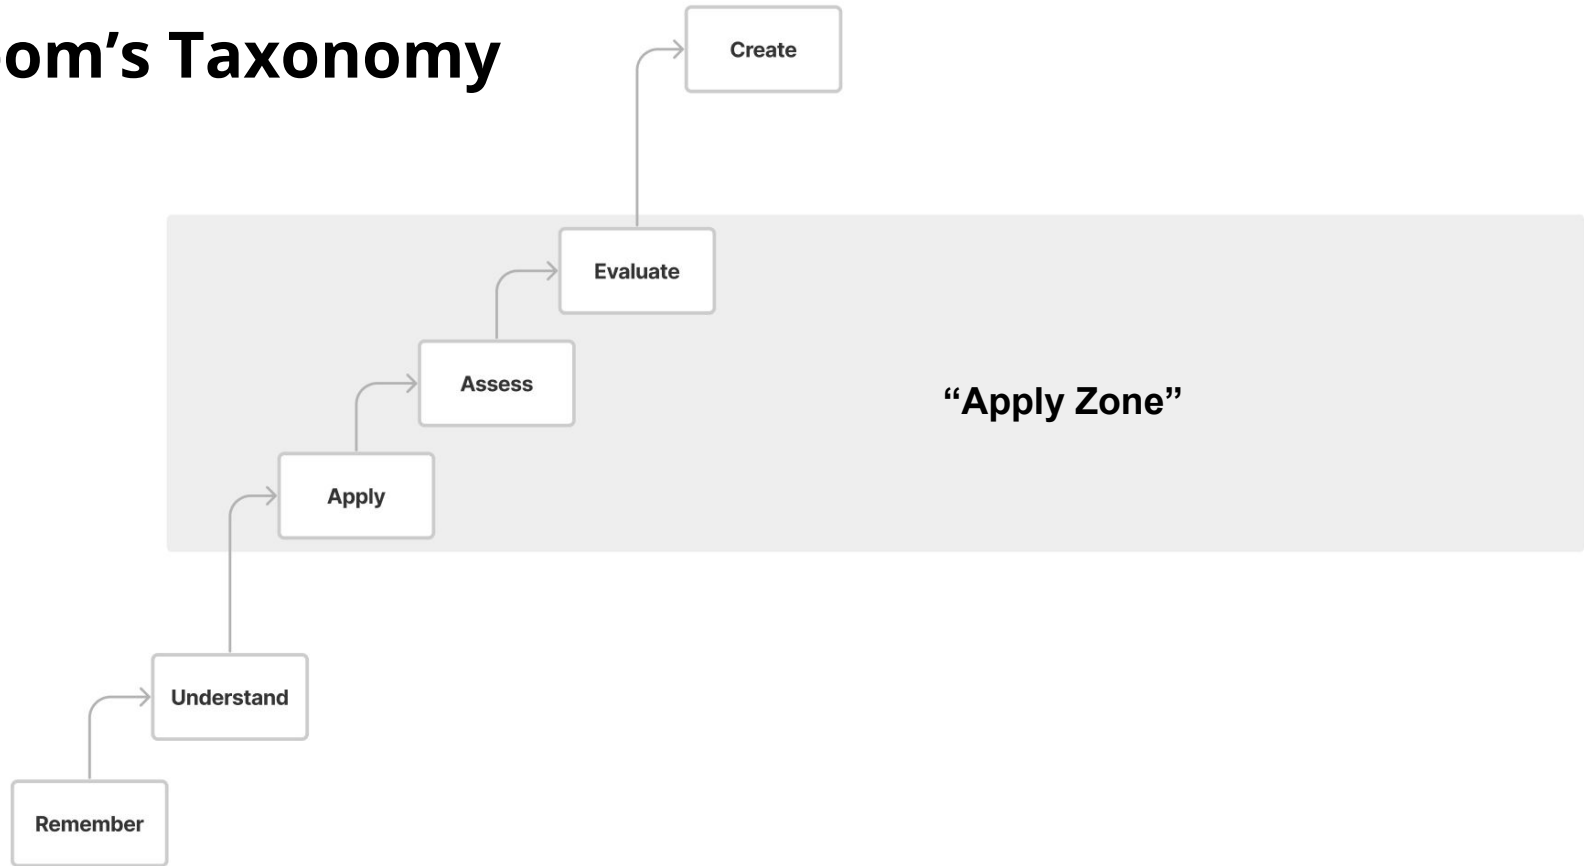 om’s Taxonomy
Create
Evaluate
Assess
“Apply Zone”
Apply
Understand
Remember